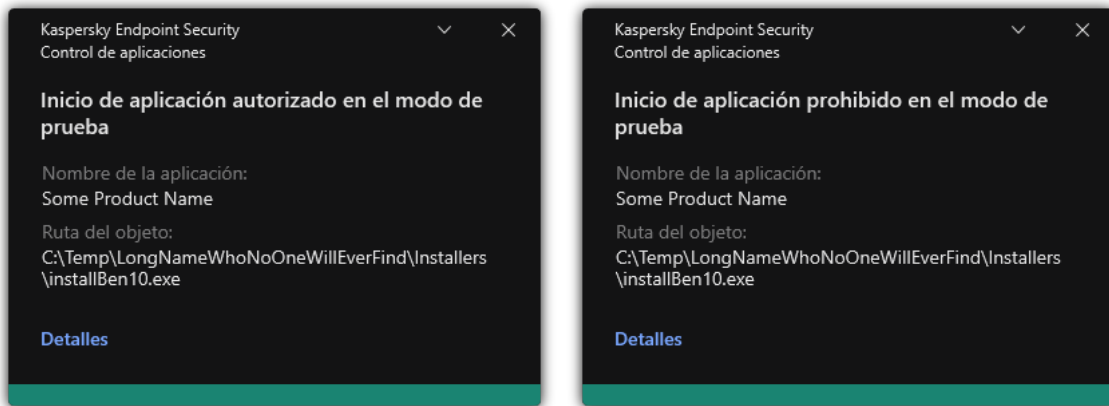 Kaspersky Endpoint Security
Control de aplicaciones
Inicio de aplicación autorizado en el modo de
prueba
Nombre de la aplicación:
Some Product Name
Ruta del objeto:
C:\Temp\LongNameWhoNoOneWillEverFind\Installers
\installBen10.exe
Detalles
Kaspersky Endpoint Security
Control de aplicaciones
Inicio de aplicación prohibido en el modo de
prueba
Nombre de la aplicación:
Some Product Name
Ruta del objeto:
C:\Temp\LongNameWhoNoOneWillEverFind\Installers
\installBen10.exe
Detalles